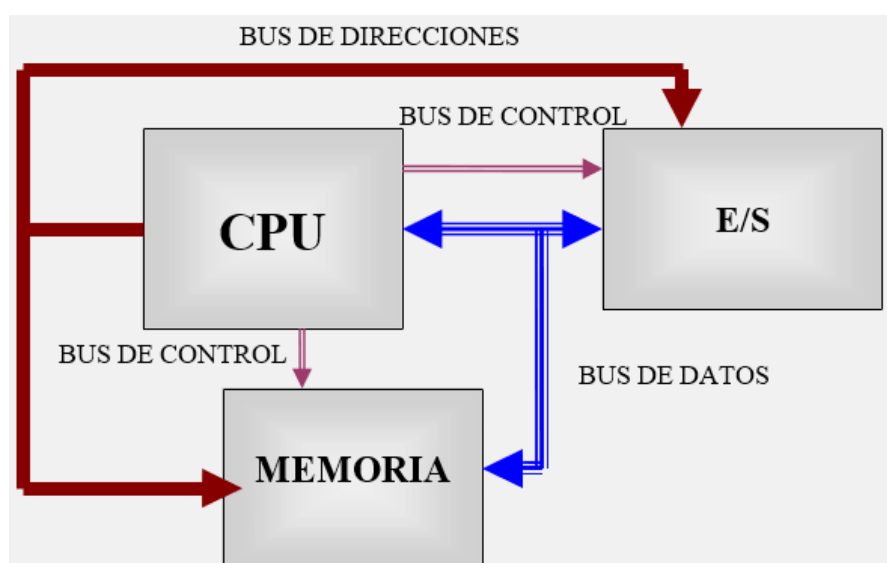 BUS DE DIRECCIONES
BUS DE CONTROL
CPU
E/S
BUS DE CONTROL
BUS DE DATOS
MEMORIA